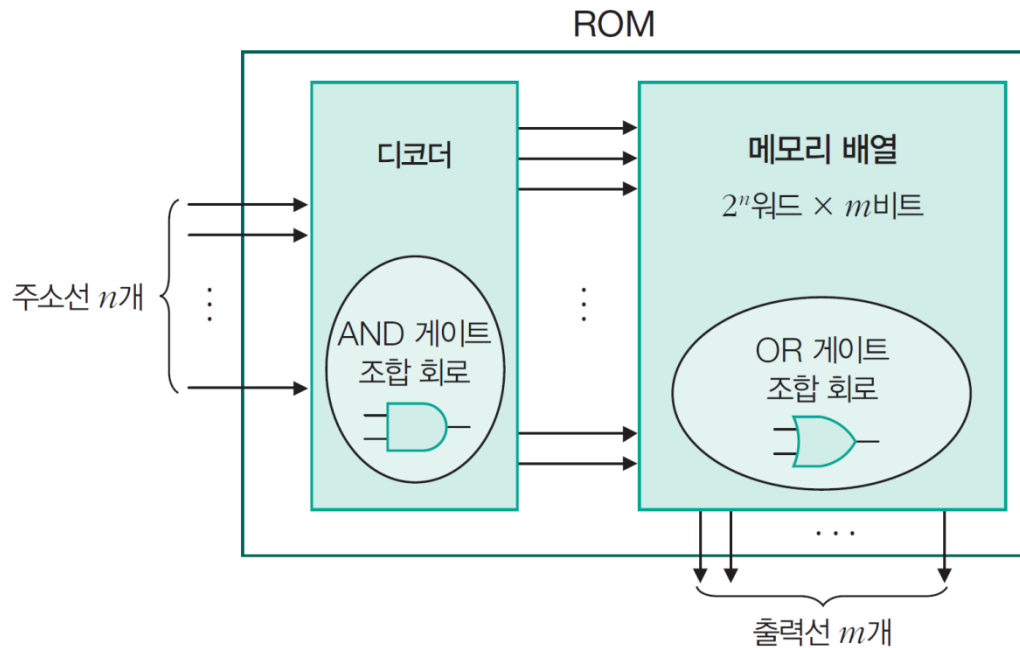 ROM
디코더
메모리 배열
2ⁿ워드 × m비트
주소선 n개
AND 게이트
조합 회로
OR 게이트
조합 회로
출력선 m개